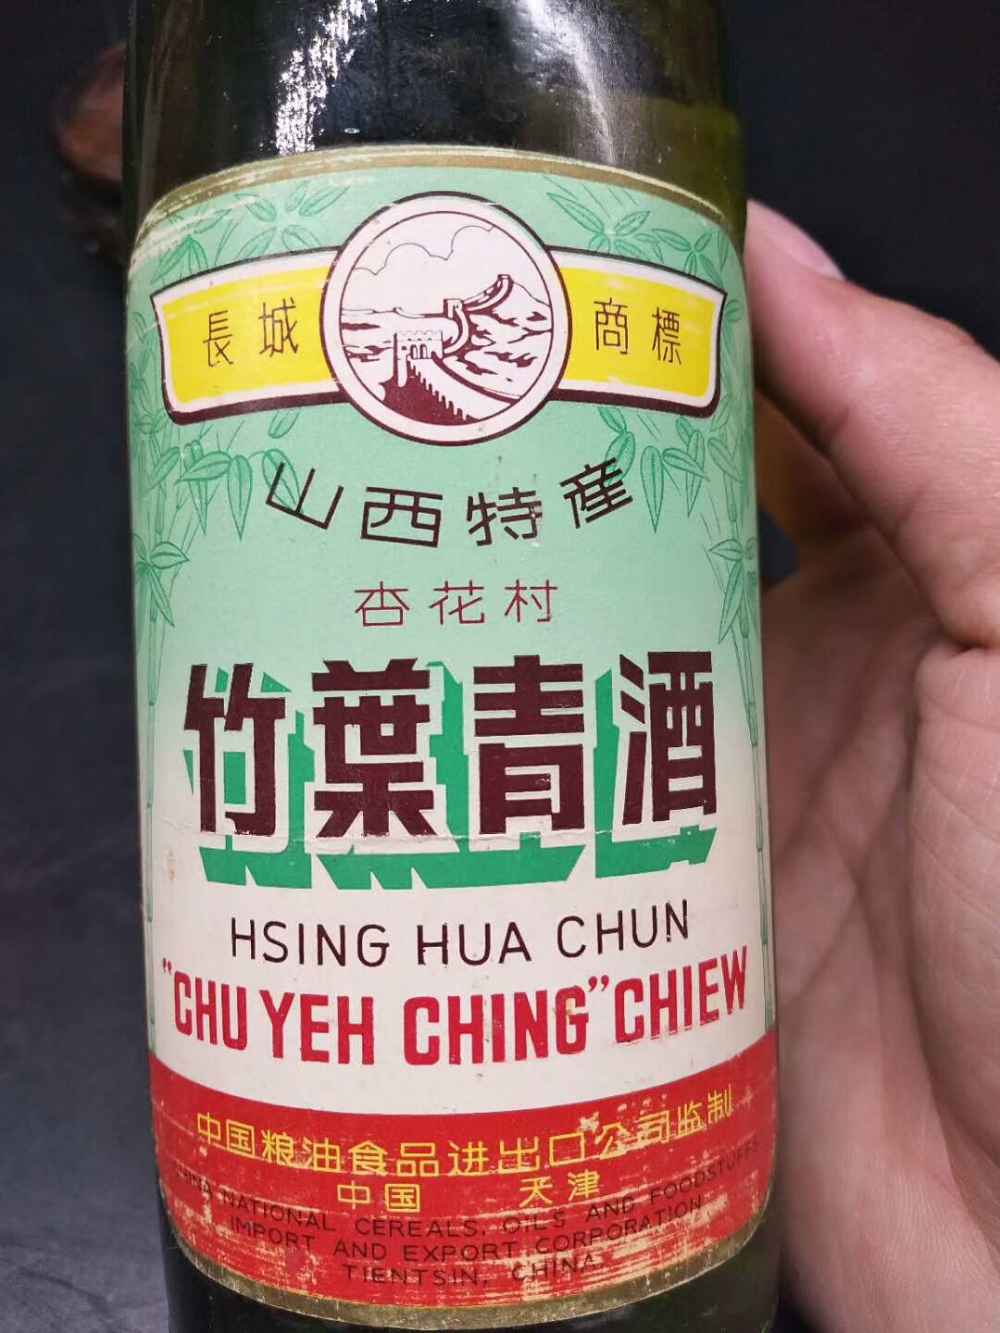 長城 商標
山西特産
杏花村
竹葉青酒
HSING HUA CHUN
"CHU YEH CHING" CHIEW
中国粮油食品进出口公司监制
中国 天津
CHINA NATIONAL CEREALS, OILS AND FOODSTUFFS
IMPORT AND EXPORT CORPORATION
TIENTSIN, CHINA